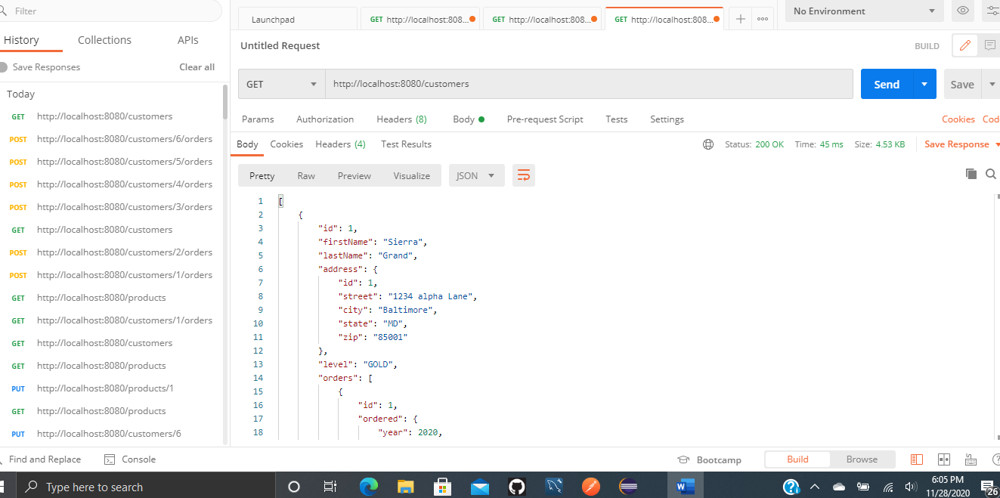 Filter
History Collections APIs
Save Responses Clear all
Today
GET http://localhost:8080/customers
POST http://localhost:8080/customers/6/orders
POST http://localhost:8080/customers/5/orders
POST http://localhost:8080/customers/4/orders
POST http://localhost:8080/customers/3/orders
GET http://localhost:8080/customers
POST http://localhost:8080/customers/2/orders
POST http://localhost:8080/customers/1/orders
GET http://localhost:8080/products
GET http://localhost:8080/customers/1/orders
GET http://localhost:8080/customers
GET http://localhost:8080/products
PUT http://localhost:8080/products/1
GET http://localhost:8080/products
PUT http://localhost:8080/customers/6
Launchpad GET http://localhost:808... GET http://localhost:808... GET http://localhost:808... No Environment
Untitled Request BUILD
GET http://localhost:8080/customers Send Save
Params Authorization Headers (8) Body Pre-request Script Tests Settings Cookies Cod
Body Cookies Headers (4) Test Results Status: 200 OK Time: 45 ms Size: 4.53 KB Save Response
Pretty Raw Preview Visualize JSON
1 [
2 {
3 "id": 1,
4 "firstName": "Sierra",
5 "lastName": "Grand",
6 "address": {
7 "id": 1,
8 "street": "1234 alpha Lane",
9 "city": "Baltimore",
10 "state": "MD",
11 "zip": "85001"
12 },
13 "level": "GOLD",
14 "orders": [
15 {
16 "id": 1,
17 "ordered": {
18 "year": 2020,
Find and Replace Console Bootcamp Build Browse
Type here to search
6:05 PM
11/28/2020
26